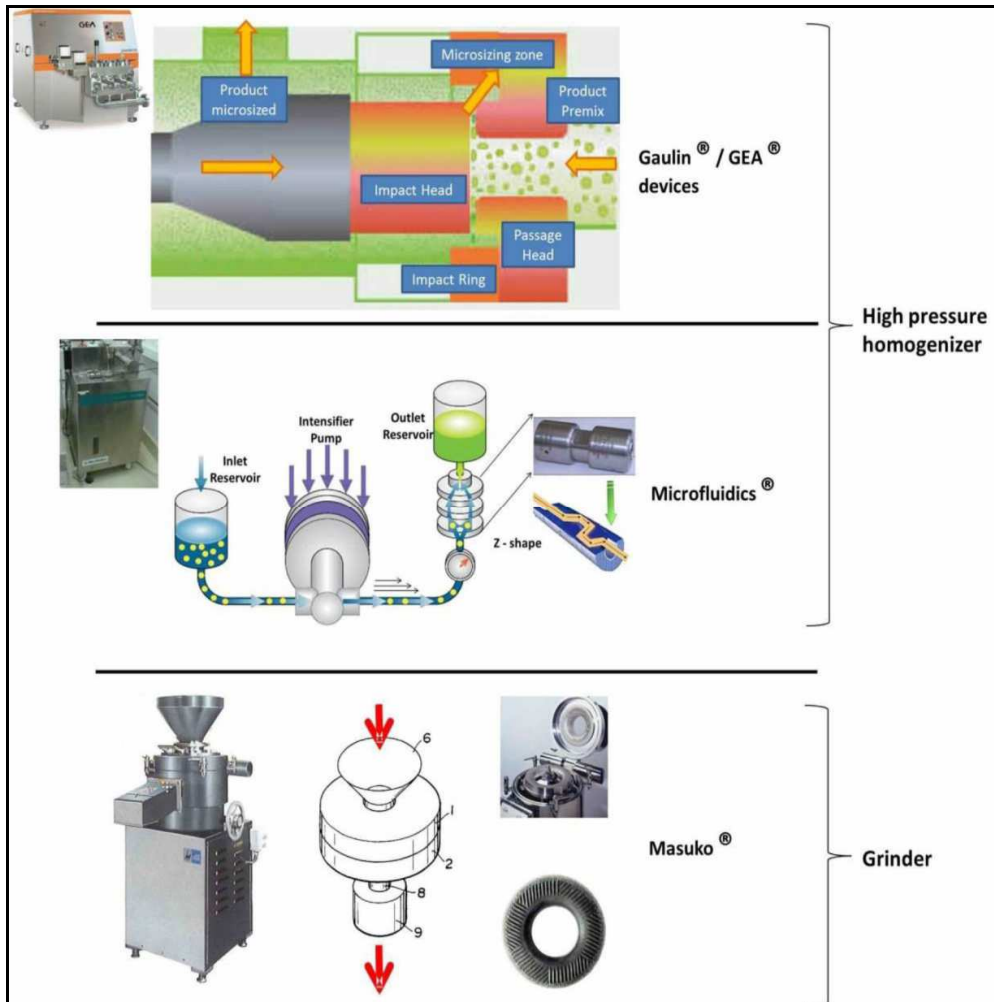 GEA
Product
microsized
Microsizing zone
Product
Premix
Impact Head
Passage
Head
Impact Ring
Gaulin ® / GEA ®
devices
High pressure
homogenizer
Inlet
Reservoir
Intensifier
Pump
Outlet
Reservoir
Z - shape
Microfluidics ®
H
6
1
2
8
9
H
Masuko ®
Grinder